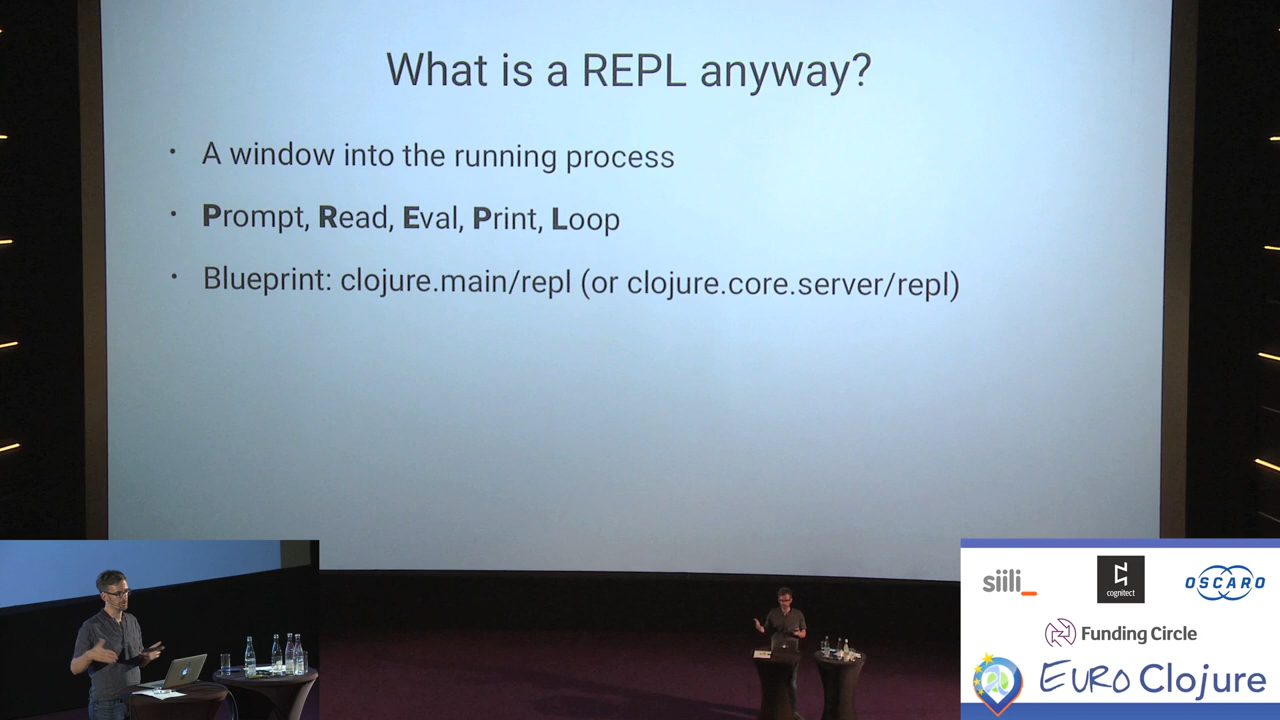 What is a REPL anyway?
• A window into the running process
• Prompt, Read, Eval, Print, Loop
• Blueprint: clojure.main/repl (or clojure.core.server/repl)
siili_
cognitect
OSCARO
Funding Circle
EURO Clojure